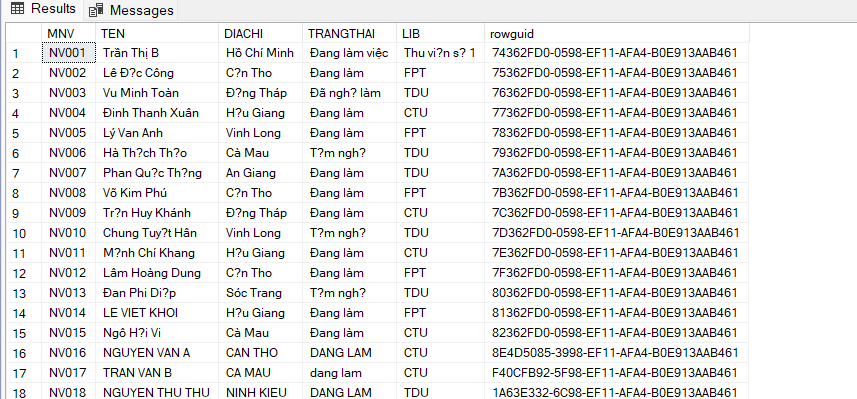 Results Messages
MNV TEN DIACHI TRANGTHAI LIB rowguid
1 NV001 Trần Thị B Hồ Chí Minh Đang làm việc Thu vi?n s? 1 74362FD0-0598-EF11-AFA4-B0E913AAB461
2 NV002 Lê Đ?c Công C?n Tho Đang làm FPT 75362FD0-0598-EF11-AFA4-B0E913AAB461
3 NV003 Vu Minh Toàn Đ?ng Tháp Đã ngh? làm TDU 76362FD0-0598-EF11-AFA4-B0E913AAB461
4 NV004 Đinh Thanh Xuân H?u Giang Đang làm CTU 77362FD0-0598-EF11-AFA4-B0E913AAB461
5 NV005 Lý Van Anh Vinh Long Đang làm FPT 78362FD0-0598-EF11-AFA4-B0E913AAB461
6 NV006 Hà Th?ch Th?o Cà Mau T?m ngh? TDU 79362FD0-0598-EF11-AFA4-B0E913AAB461
7 NV007 Phan Qu?c Th?ng An Giang Đang làm TDU 7A362FD0-0598-EF11-AFA4-B0E913AAB461
8 NV008 Võ Kim Phú C?n Tho Đang làm FPT 7B362FD0-0598-EF11-AFA4-B0E913AAB461
9 NV009 Tr?n Huy Khánh Đ?ng Tháp Đang làm CTU 7C362FD0-0598-EF11-AFA4-B0E913AAB461
10 NV010 Chung Tuy?t Hân Vinh Long T?m ngh? TDU 7D362FD0-0598-EF11-AFA4-B0E913AAB461
11 NV011 M?nh Chí Khang H?u Giang Đang làm CTU 7E362FD0-0598-EF11-AFA4-B0E913AAB461
12 NV012 Lâm Hoàng Dung C?n Tho Đang làm FPT 7F362FD0-0598-EF11-AFA4-B0E913AAB461
13 NV013 Đan Phi Di?p Sóc Trang T?m ngh? TDU 80362FD0-0598-EF11-AFA4-B0E913AAB461
14 NV014 LE VIET KHOI H?u Giang Đang làm FPT 81362FD0-0598-EF11-AFA4-B0E913AAB461
15 NV015 Ngô H?i Vi Cà Mau Đang làm CTU 82362FD0-0598-EF11-AFA4-B0E913AAB461
16 NV016 NGUYEN VAN A CAN THO DANG LAM CTU 8E4D5085-3998-EF11-AFA4-B0E913AAB461
17 NV017 TRAN VAN B CA MAU dang lam CTU F40CFB92-5F98-EF11-AFA4-B0E913AAB461
18 NV018 NGUYEN THU THU NINH KIEU DANG LAM TDU 1A63E332-6C98-EF11-AFA4-B0E913AAB461